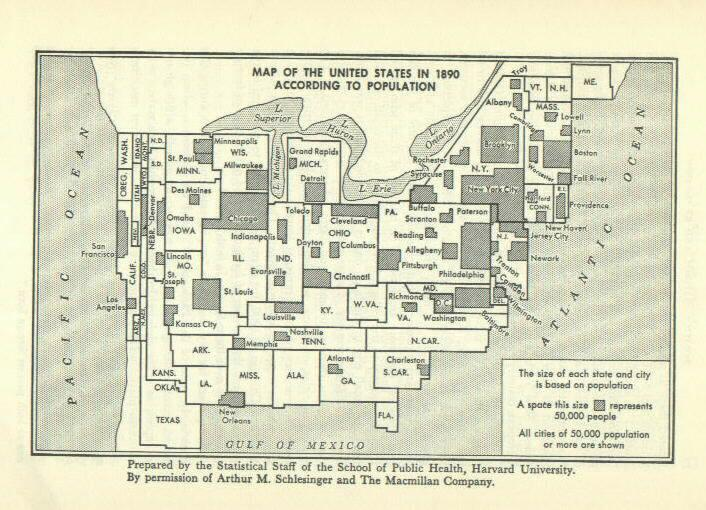 MAP OF THE UNITED STATES IN 1890
ACCORDING TO POPULATION
PACIFIC OCEAN
ATLANTIC OCEAN
GULF OF MEXICO
L. Superior
L. Michigan
L. Huron
L. Erie
L. Ontario
WASH.
OREG.
IDAHO
MONT.
N.D.
S.D.
WYO.
UTAH
NEV.
CALIF.
San Francisco
Los Angeles
ARIZ.
N.MEX.
COLO.
Denver
NEBR.
Omaha
Lincoln
St. Paul
Minneapolis
MINN.
WIS.
Milwaukee
Des Moines
IOWA
Chicago
ILL.
MO.
St. Joseph
St. Louis
Kansas City
KANS.
OKLA.
TEXAS
ARK.
LA.
New Orleans
MISS.
ALA.
Atlanta
GA.
FLA.
Charleston
S. CAR.
N. CAR.
Memphis
Nashville
TENN.
Louisville
KY.
Evansville
Indianapolis
IND.
Grand Rapids
MICH.
Detroit
Toledo
Cleveland
OHIO
Dayton
Columbus
Cincinnati
W. VA.
Richmond
VA.
D.C.
Washington
MD.
Baltimore
DEL.
Wilmington
PA.
Scranton
Reading
Allegheny
Pittsburgh
Philadelphia
N.J.
Paterson
Trenton
Camden
Newark
Jersey City
N.Y.
Buffalo
Rochester
Syracuse
Albany
Troy
Brooklyn
New York City
VT.
N.H.
ME.
MASS.
Cambridge
Lowell
Lynn
Boston
Worcester
Fall River
R.I.
Providence
Hartford
CONN.
New Haven
The size of each state and city
is based on population
A space this size represents
50,000 people
All cities of 50,000 population
or more are shown
Prepared by the Statistical Staff of the School of Public Health, Harvard University.
By permission of Arthur M. Schlesinger and The Macmillan Company.